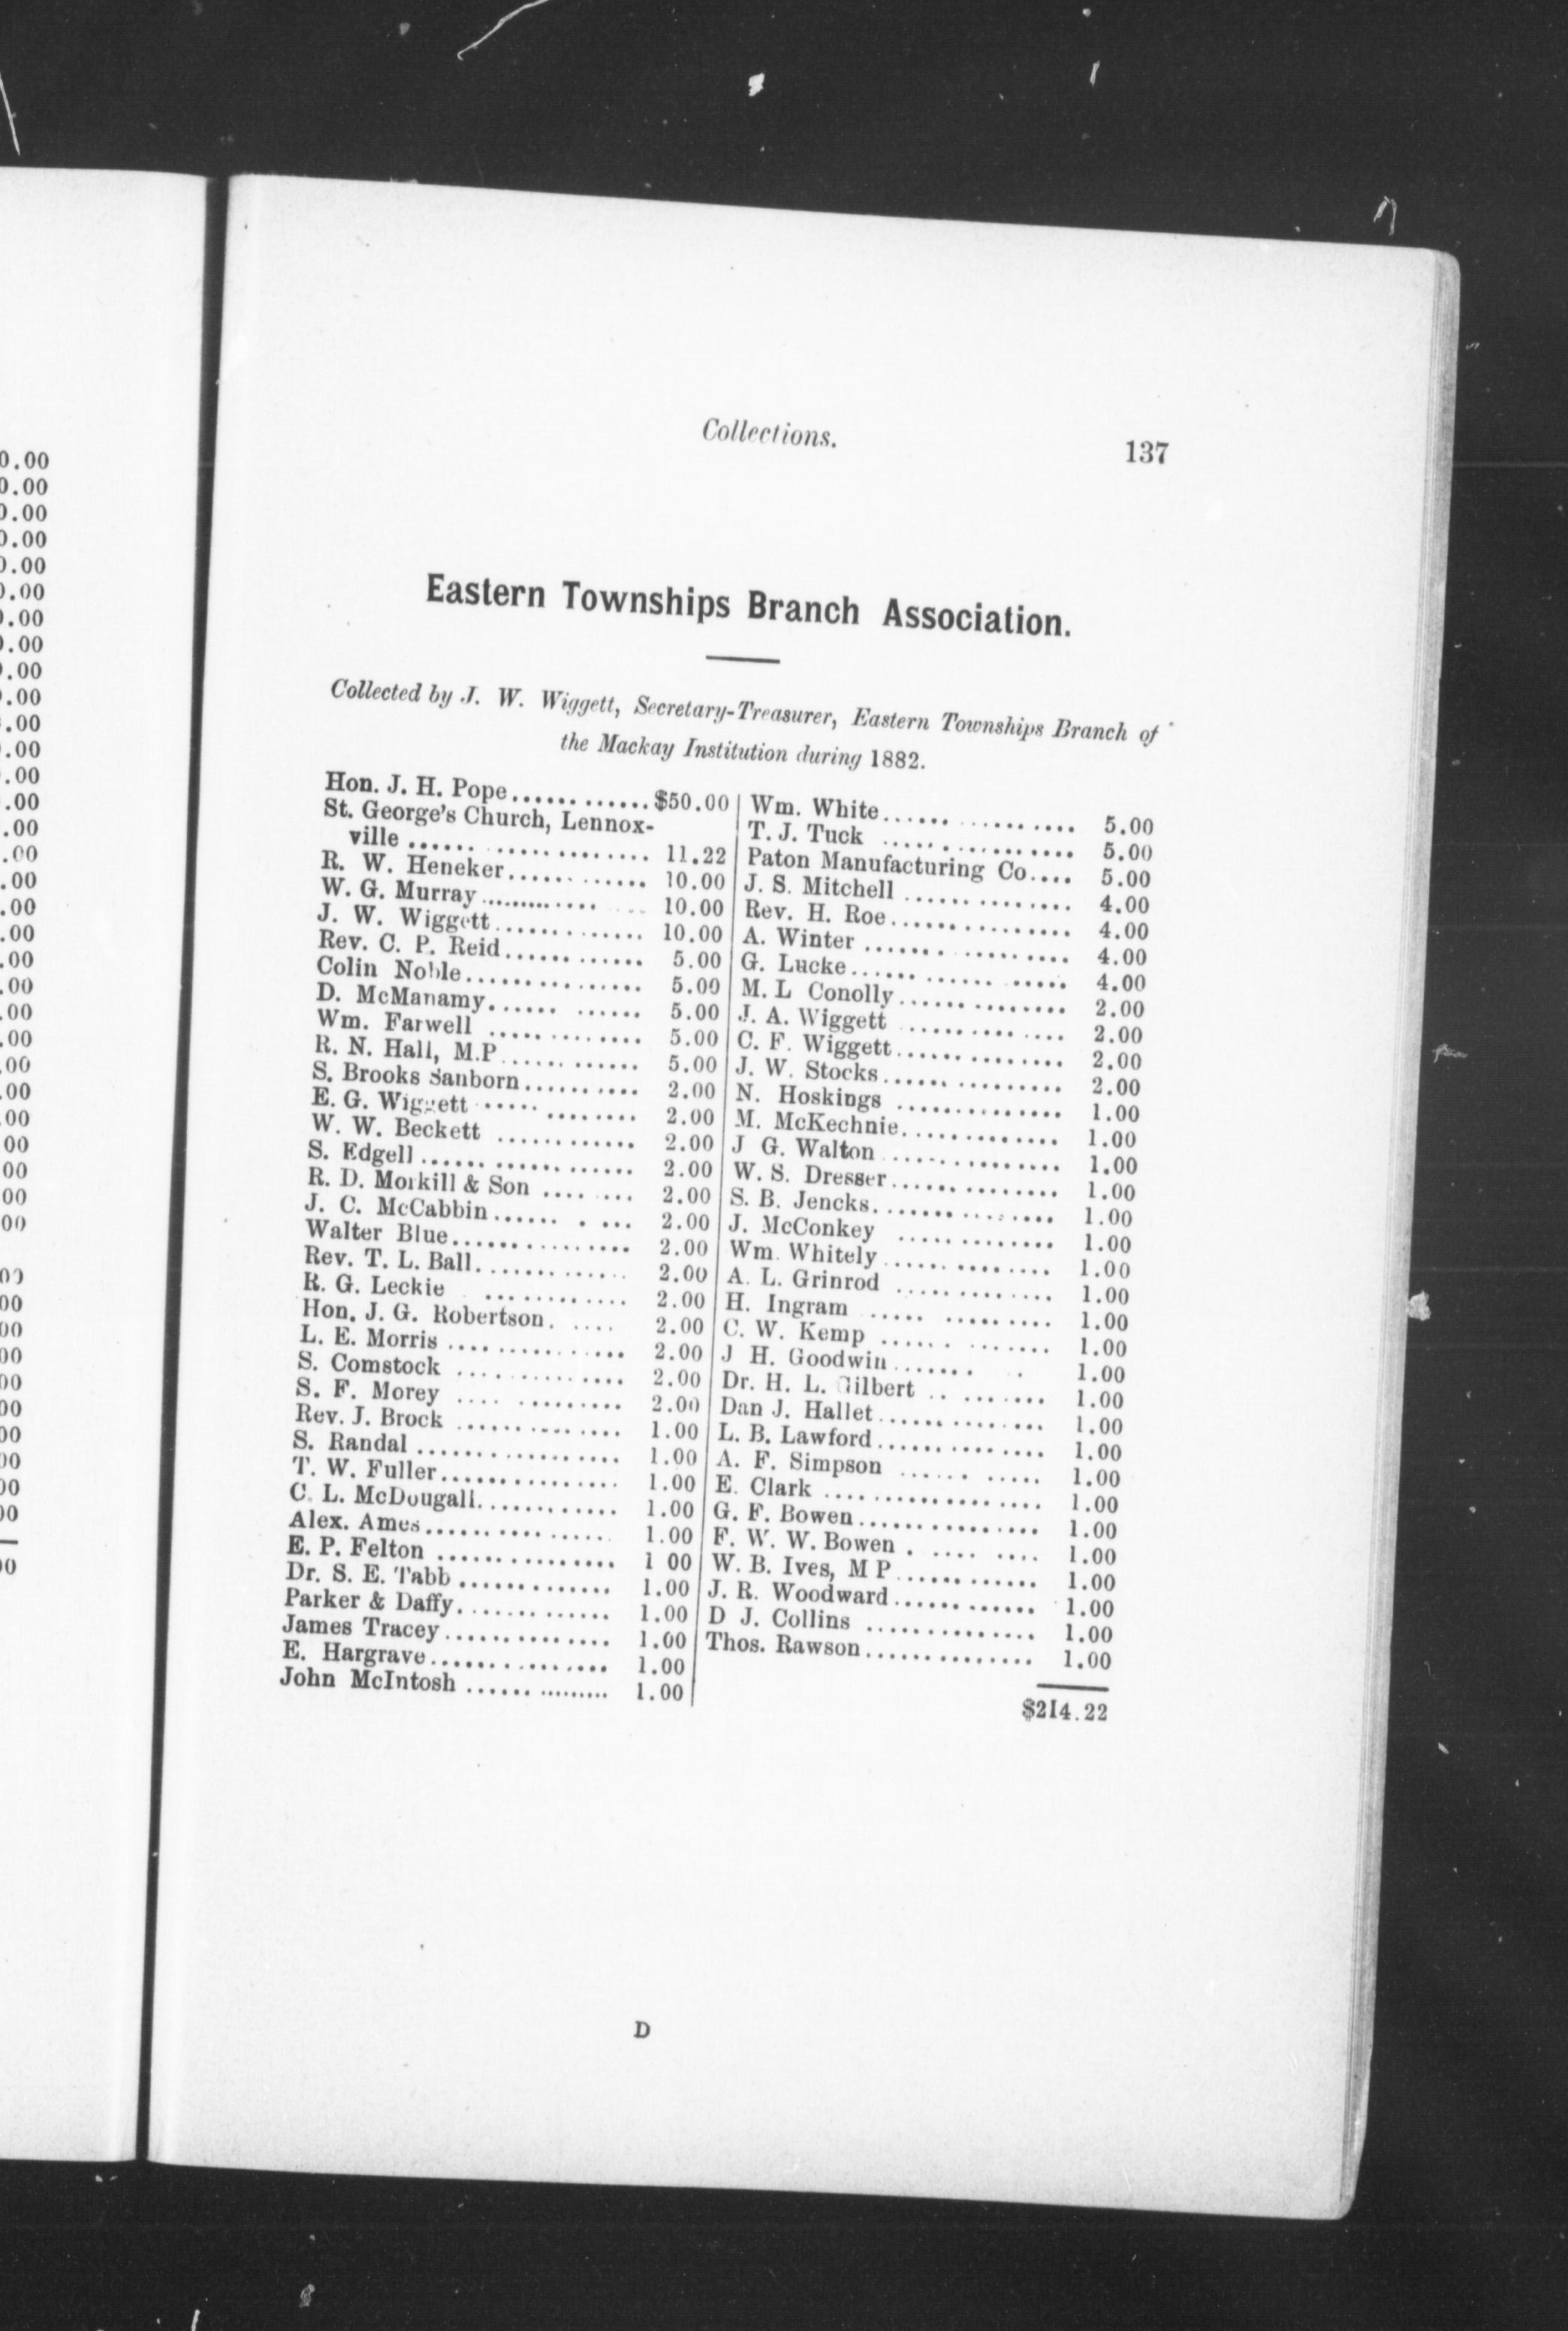 Collections.
137
Eastern Townships Branch Association.
Collected by J. W. Wiggett, Secretary-Treasurer, Eastern Townships Branch of
the Mackay Institution during 1882.
Hon. J. H. Pope............$50.00
St. George's Church, Lennox-
ville ...................... 11.22
R. W. Heneker............ 10.00
W. G. Murray............. 10.00
J. W. Wiggett.............. 10.00
Rev. C. P. Reid............ 5.00
Colin Noble................ 5.00
D. McManamy............ 5.00
Wm. Farwell .............. 5.00
R. N. Hall, M.P............ 5.00
S. Brooks Sanborn.......... 2.00
E. G. Wiggett ............. 2.00
W. W. Beckett ............ 2.00
S. Edgell .................. 2.00
R. D. Morkill & Son ........ 2.00
J. C. McCabbin.......... 2.00
Walter Blue................ 2.00
Rev. T. L. Ball............. 2.00
R. G. Leckie ............ 2.00
Hon. J. G. Robertson..... 2.00
L. E. Morris ............... 2.00
S. Comstock .............. 2.00
S. F. Morey ............. 2.00
Rev. J. Brock ............. 1.00
S. Randal ................. 1.00
T. W. Fuller................ 1.00
C. L. McDougall............ 1.00
Alex. Ames................ 1.00
E. P. Felton ............... 1 00
Dr. S. E. Tabb ............. 1.00
Parker & Daffy............. 1.00
James Tracey.............. 1.00
E. Hargrave................ 1.00
John McIntosh ............... 1.00
Wm. White.................. 5.00
T. J. Tuck ................. 5.00
Paton Manufacturing Co.... 5.00
J. S. Mitchell .............. 4.00
Rev. H. Roe................ 4.00
A. Winter .................. 4.00
G. Lucke................... 4.00
M. L Conolly............... 2.00
J. A. Wiggett .............. 2.00
C. F. Wiggett.............. 2.00
J. W. Stocks............... 2.00
N. Hoskings .............. 1.00
M. McKechnie............. 1.00
J G. Walton ............... 1.00
W. S. Dresser.............. 1.00
S. B. Jencks................ 1.00
J. McConkey ............. 1.00
Wm. Whitely.............. 1.00
A. L. Grinrod ............. 1.00
H. Ingram ............... 1.00
C. W. Kemp ............. 1.00
J H. Goodwin....... . 1.00
Dr. H. L. Gilbert .. ....... 1.00
Dan J. Hallet.............. 1.00
L. B. Lawford.............. 1.00
A. F. Simpson ........... 1.00
E. Clark ................... 1.00
G. F. Bowen............... 1.00
F. W. W. Bowen . .... .... 1.00
W. B. Ives, M P............ 1.00
J. R. Woodward............ 1.00
D J. Collins .............. 1.00
Thos. Rawson.............. 1.00
$214.22
D